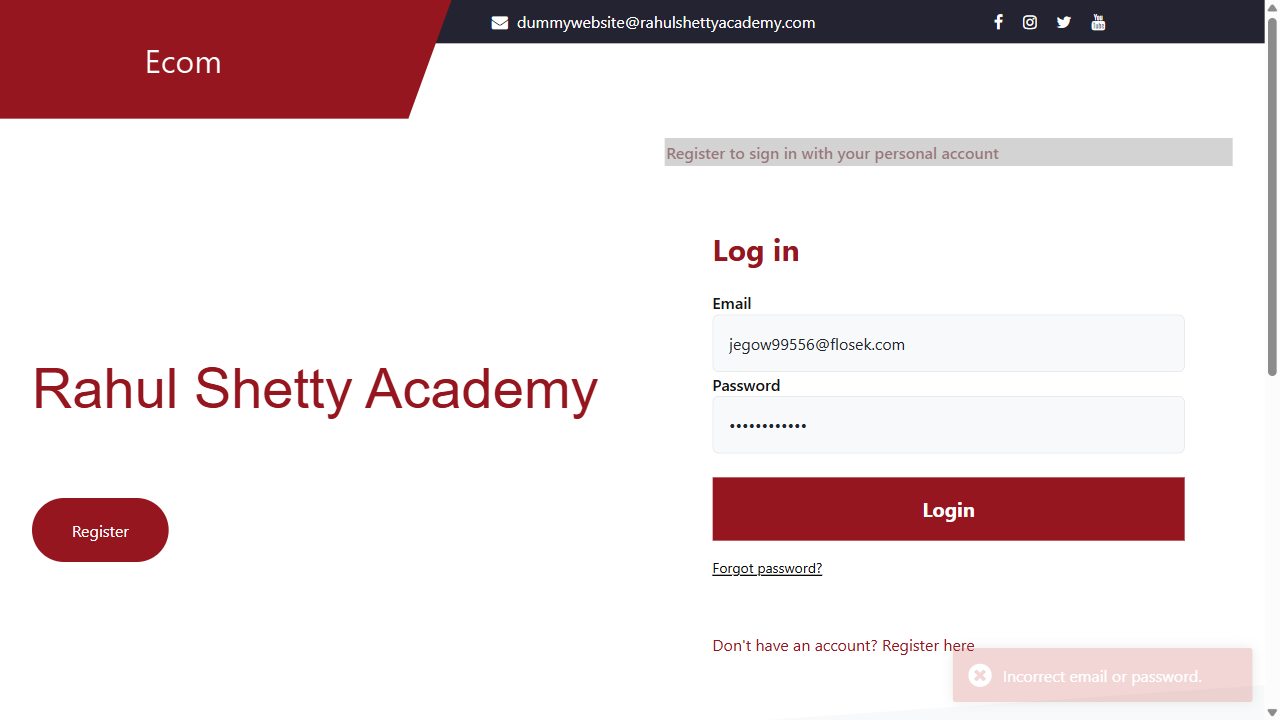 dummywebsite@rahulshettyacademy.com
Ecom
Register to sign in with your personal account
Log in
Email
jegow99556@flosek.com
Rahul Shetty Academy
Password
••••••••••••
Login
Register
Forgot password?
Don't have an account? Register here
Incorrect email or password.